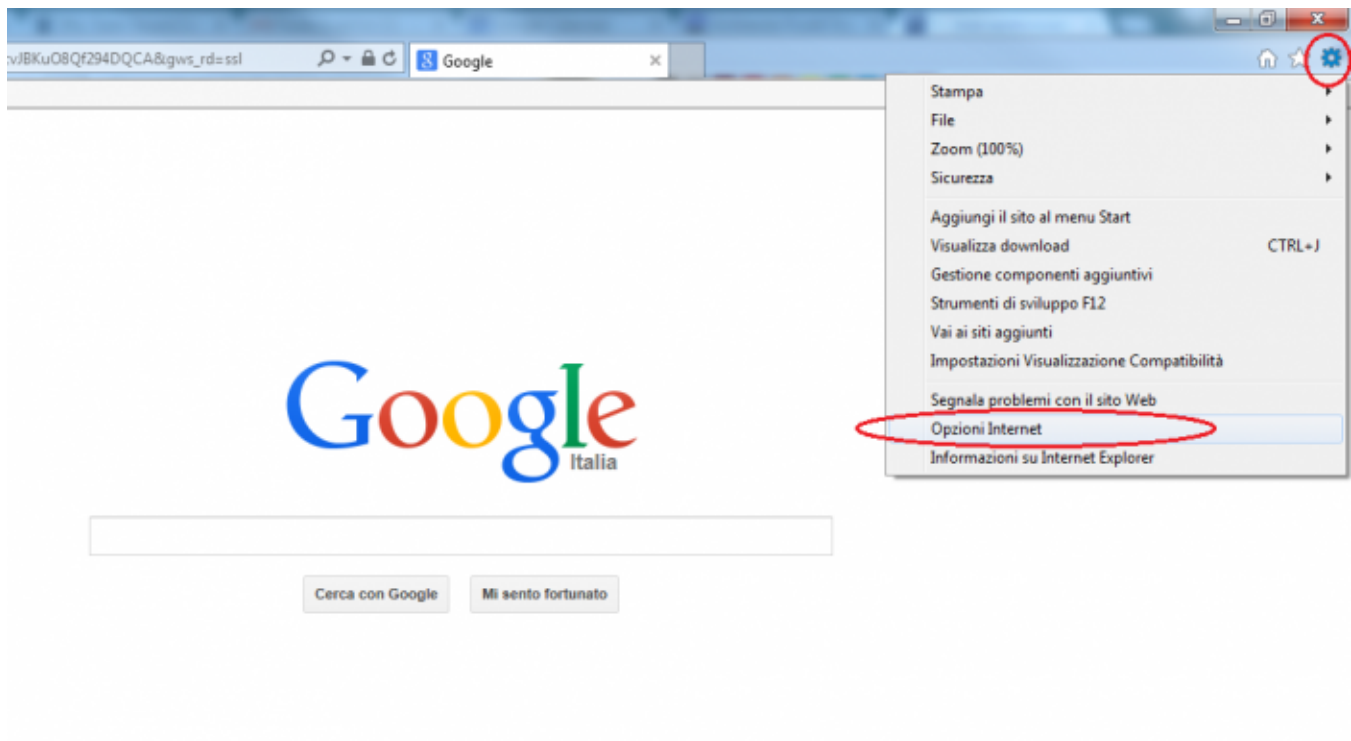 vJBKuO8Qf294DQCA&gws_rd=ssl
Google
Stampa
File
Zoom (100%)
Sicurezza
Aggiungi il sito al menu Start
Visualizza download CTRL+J
Gestione componenti aggiuntivi
Strumenti di sviluppo F12
Vai ai siti aggiunti
Impostazioni Visualizzazione Compatibilità
Segnala problemi con il sito Web
Opzioni Internet
Informazioni su Internet Explorer
Google
Italia
Cerca con Google Mi sento fortunato